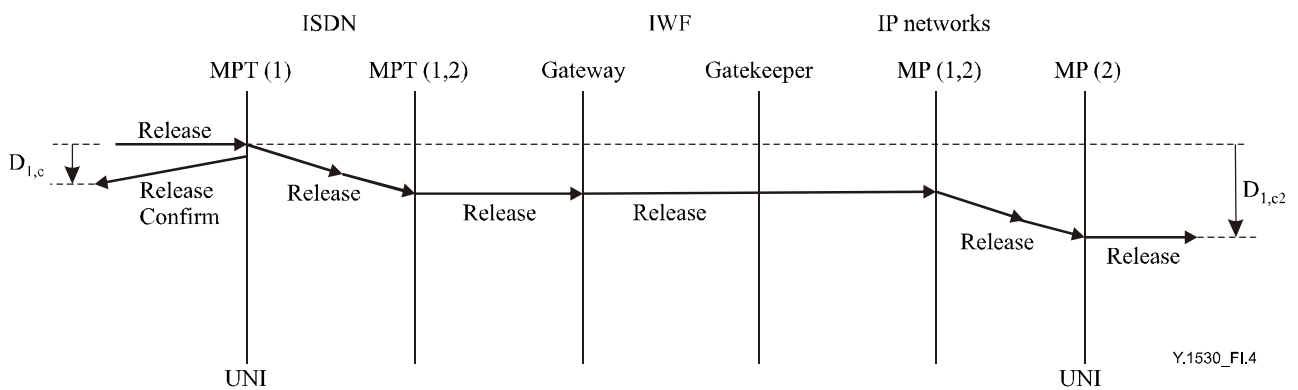 ISDN IWF IP networks
MPT (1) MPT (1,2) Gateway Gatekeeper MP (1,2) MP (2)
Release
D1,c
Release
Confirm
Release
Release
Release
Release
Release
D1,c2
UNI
UNI
Y.1530_FI.4